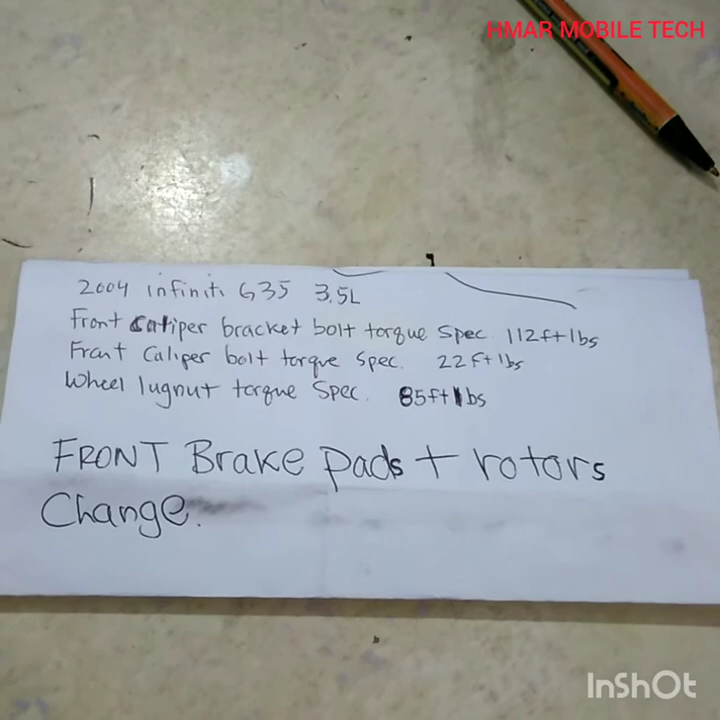 HMAR MOBILE TECH
2004 infiniti G35 3.5L
Front Caliper bracket bolt torque Spec. 112ft lbs
Front Caliper bolt torque Spec. 22ft lbs
Wheel lugnut torque Spec. 85ft lbs
FRONT Brake pads + rotors
Change.
InShOt